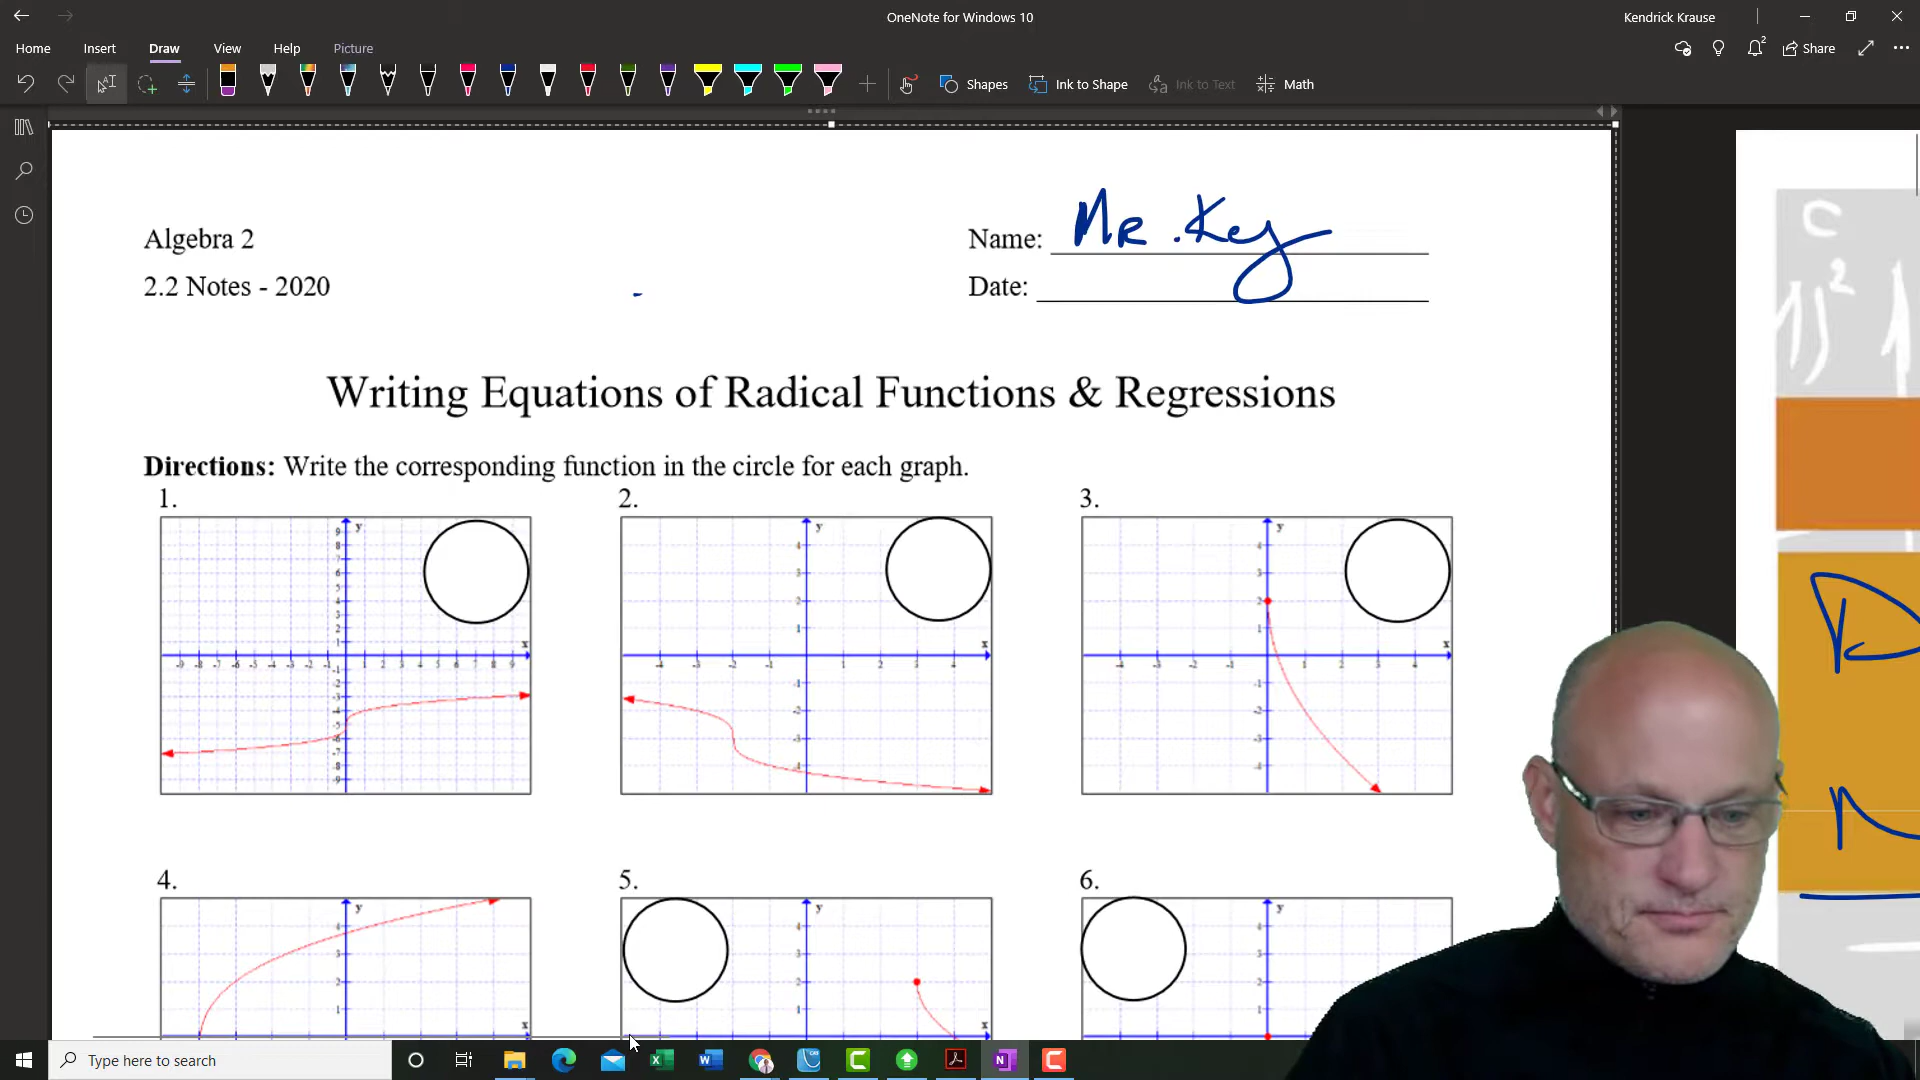 OneNote for Windows 10
Kendrick Krause
Home Insert Draw View Help Picture
Share
Shapes Ink to Shape Ink to Text Math
Algebra 2
Name: Mr. Key
2.2 Notes - 2020
Date:
Writing Equations of Radical Functions & Regressions
Directions: Write the corresponding function in the circle for each graph.
1. 2. 3.
y y y
x x x
4. 5. 6.
y y y
x x
Type here to search